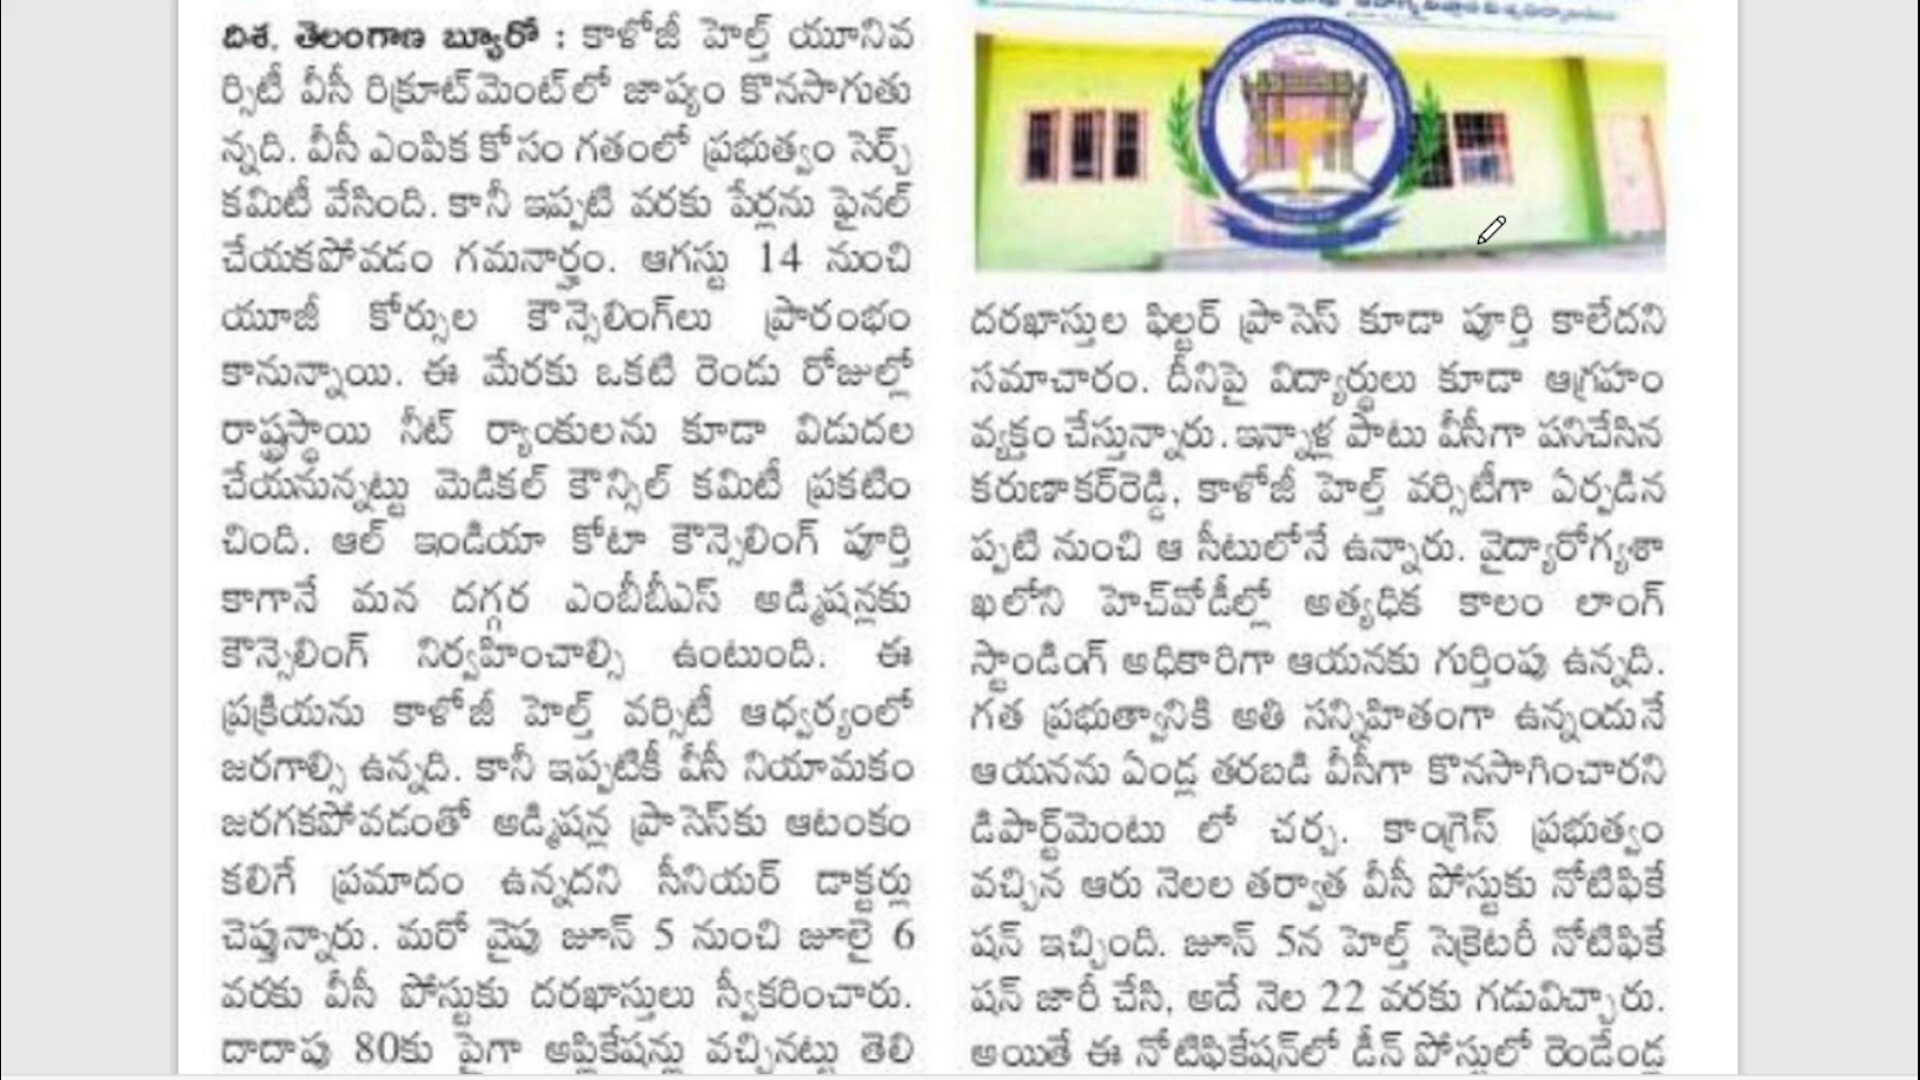 దిశ, తెలంగాణ బ్యూరో : కాళోజీ హెల్త్ యూనివ
ర్సిటీ వీసీ రిక్రూట్‌మెంట్‌లో జాప్యం కొనసాగుతు
న్నది. వీసీ ఎంపిక కోసం గతంలో ప్రభుత్వం సెర్చ్
కమిటీ వేసింది. కానీ ఇప్పటి వరకు పేర్లను ఫైనల్
చేయకపోవడం గమనార్హం. ఆగస్టు 14 నుంచి
యూజీ కోర్సుల కౌన్సెలింగ్‌లు ప్రారంభం
కానున్నాయి. ఈ మేరకు ఒకటి రెండు రోజుల్లో
రాష్ట్రస్థాయి నీట్ ర్యాంకులను కూడా విడుదల
చేయనున్నట్టు మెడికల్ కౌన్సిల్ కమిటీ ప్రకటిం
చింది. ఆల్ ఇండియా కోటా కౌన్సెలింగ్ పూర్తి
కాగానే మన దగ్గర ఎంబీబీఎస్ అడ్మిషన్లకు
కౌన్సెలింగ్ నిర్వహించాల్సి ఉంటుంది. ఈ
ప్రక్రియను కాళోజీ హెల్త్ వర్సిటీ ఆధ్వర్యంలో
జరగాల్సి ఉన్నది. కానీ ఇప్పటికీ వీసీ నియామకం
జరగకపోవడంతో అడ్మిషన్ల ప్రాసెస్‌కు ఆటంకం
కలిగే ప్రమాదం ఉన్నదని సీనియర్ డాక్టర్లు
చెప్తున్నారు. మరో వైపు జూన్ 5 నుంచి జూలై 6
వరకు వీసీ పోస్టుకు దరఖాస్తులు స్వీకరించారు.
దాదాపు 80కు పైగా అప్లికేషన్లు వచ్చినట్టు తెలి
దరఖాస్తుల ఫిల్టర్ ప్రాసెస్ కూడా పూర్తి కాలేదని
సమాచారం. దీనిపై విద్యార్థులు కూడా ఆగ్రహం
వ్యక్తం చేస్తున్నారు. ఇన్నాళ్ల పాటు వీసీగా పనిచేసిన
కరుణాకర్‌రెడ్డి, కాళోజీ హెల్త్ వర్సిటీగా ఏర్పడిన
ప్పటి నుంచి ఆ సీటులోనే ఉన్నారు. వైద్యారోగ్యశా
ఖలోని హెచ్‌వోడీల్లో అత్యధిక కాలం లాంగ్
స్టాండింగ్ అధికారిగా ఆయనకు గుర్తింపు ఉన్నది.
గత ప్రభుత్వానికి అతి సన్నిహితంగా ఉన్నందునే
ఆయనను ఏండ్ల తరబడి వీసీగా కొనసాగించారని
డిపార్ట్‌మెంటు లో చర్చ. కాంగ్రెస్ ప్రభుత్వం
వచ్చిన ఆరు నెలల తర్వాత వీసీ పోస్టుకు నోటిఫికే
షన్ ఇచ్చింది. జూన్ 5న హెల్త్ సెక్రెటరీ నోటిఫికే
షన్ జారీ చేసి, అదే నెల 22 వరకు గడువిచ్చారు.
అయితే ఈ నోటిఫికేషన్‌లో డీన్ పోస్టులో రెండేండ్ల